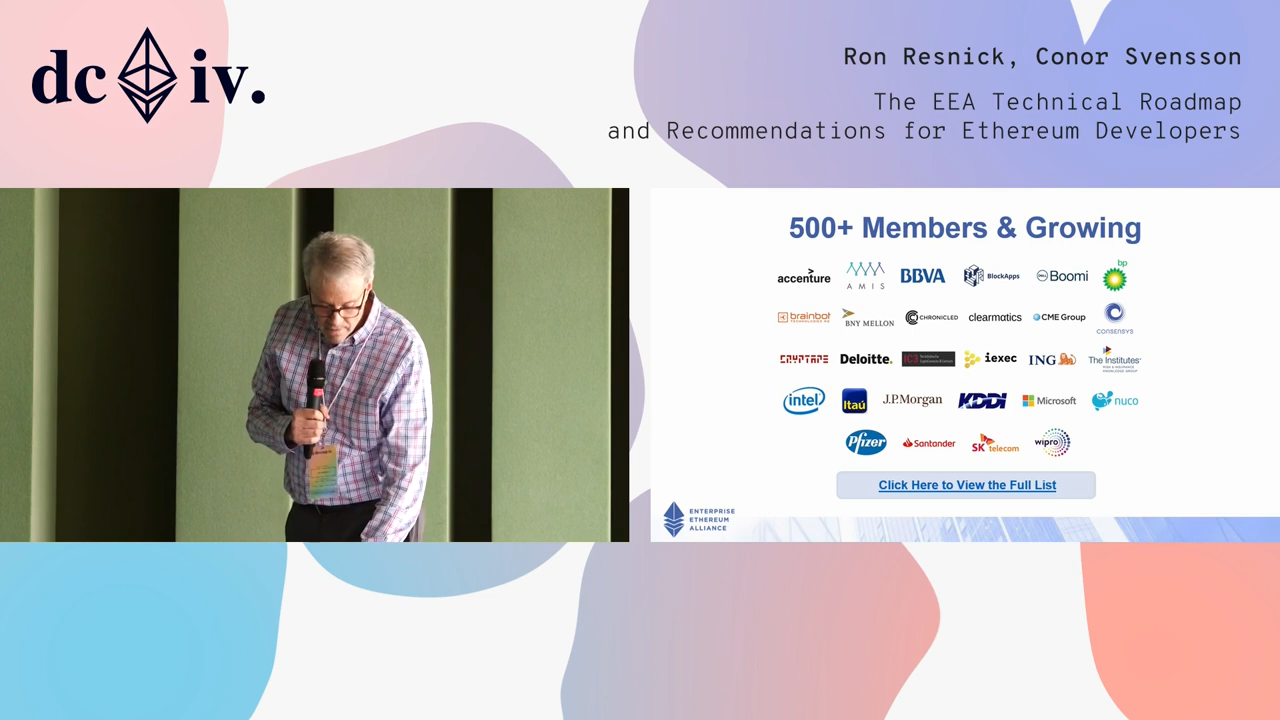 dc iv.
Ron Resnick, Conor Svensson
The EEA Technical Roadmap
and Recommendations for Ethereum Developers
500+ Members & Growing
accenture AMIS BBVA BlockApps DELL Boomi bp
brainbot BNY MELLON CHRONICLED clearmatics CME Group CONSENSYS
CRYPTAPE Deloitte. IC3 iexec ING The Institutes
intel Itaú J.P.Morgan KDDI Microsoft nuco
Pfizer Santander SK telecom wipro
Click Here to View the Full List
ENTERPRISE
ETHEREUM
ALLIANCE